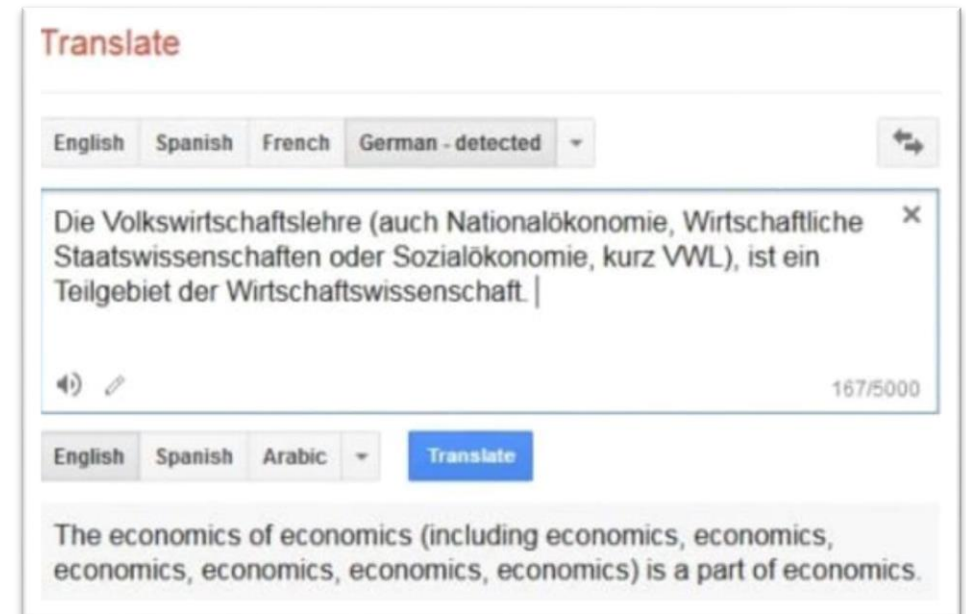 Translate
English Spanish French German - detected
Die Volkswirtschaftslehre (auch Nationalökonomie, Wirtschaftliche
Staatswissenschaften oder Sozialökonomie, kurz VWL), ist ein
Teilgebiet der Wirtschaftswissenschaft.
167/5000
English Spanish Arabic Translate
The economics of economics (including economics, economics,
economics, economics, economics, economics) is a part of economics.